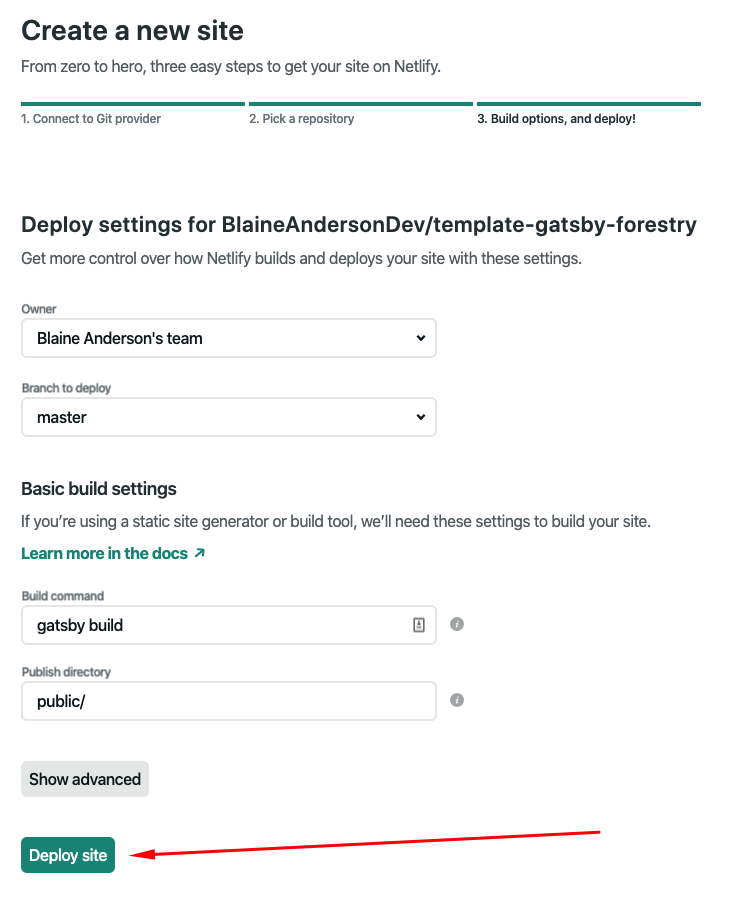 Create a new site
From zero to hero, three easy steps to get your site on Netlify.
1. Connect to Git provider
2. Pick a repository
3. Build options, and deploy!
Deploy settings for BlaineAndersonDev/template-gatsby-forestry
Get more control over how Netlify builds and deploys your site with these settings.
Owner
Blaine Anderson's team
Branch to deploy
master
Basic build settings
If you’re using a static site generator or build tool, we’ll need these settings to build your site.
Learn more in the docs ↗
Build command
gatsby build
Publish directory
public/
Show advanced
Deploy site